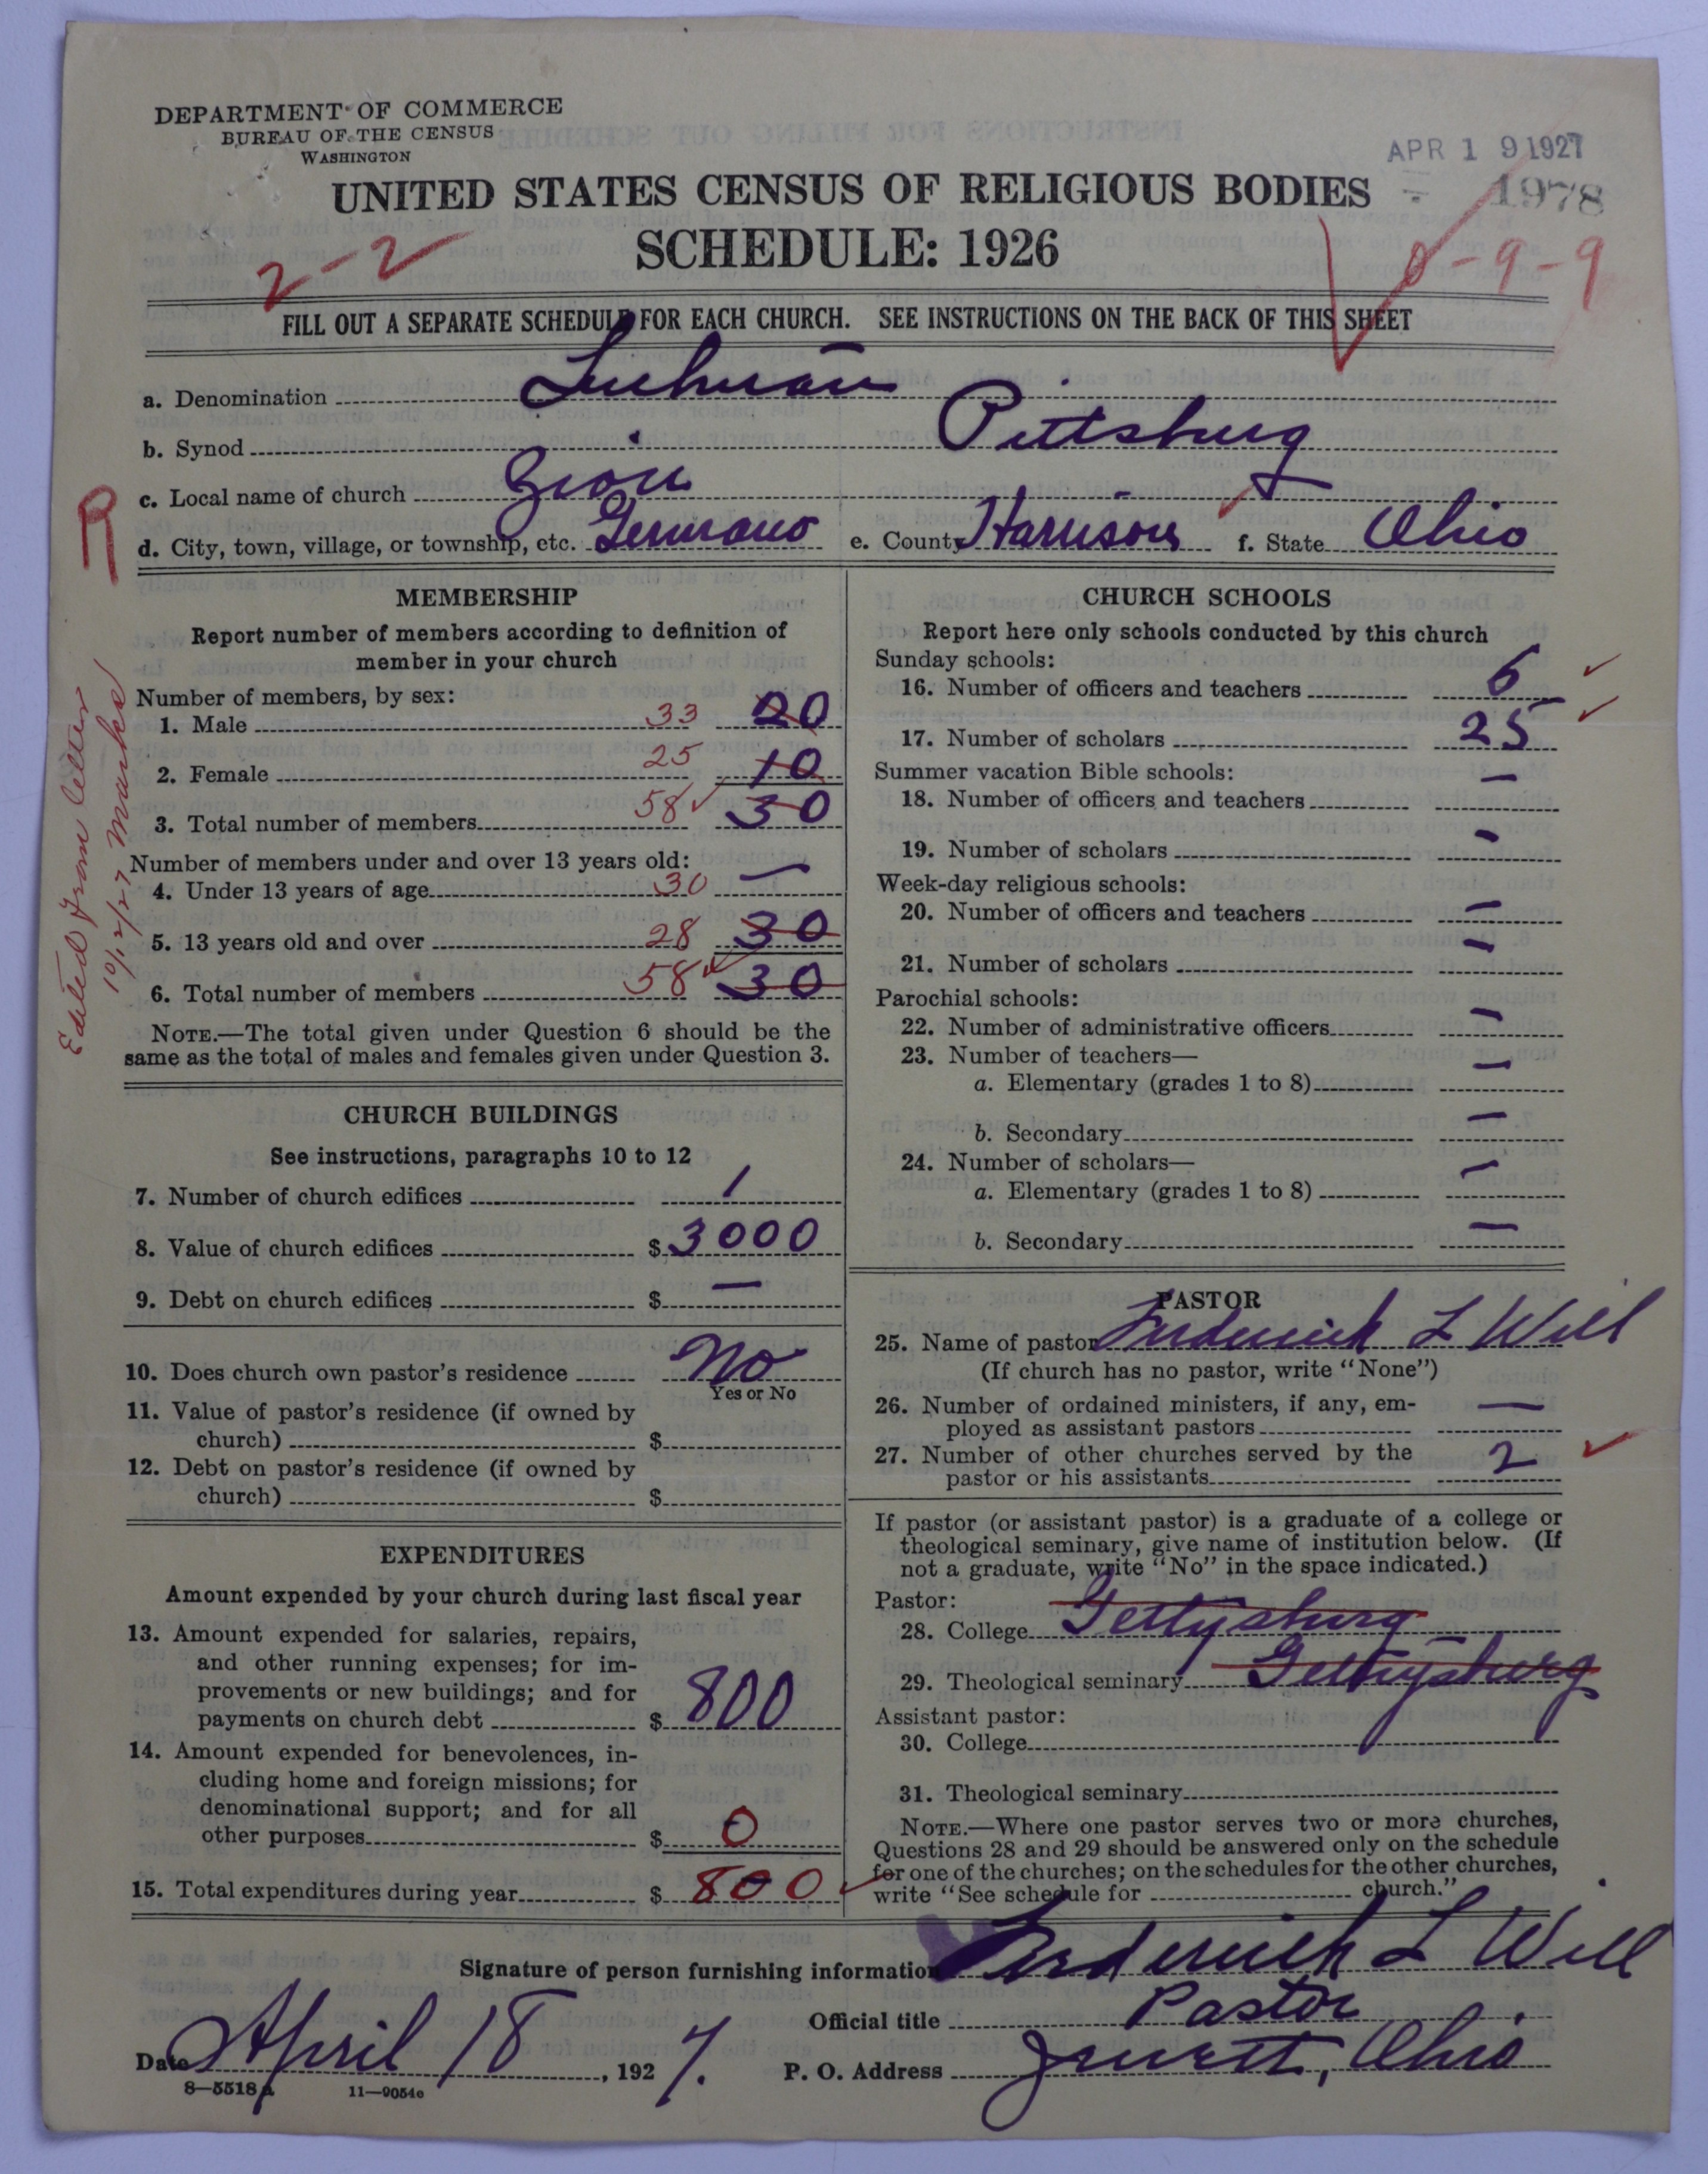 DEPARTMENT OF COMMERCE
BUREAU OF THE CENSUS
WASHINGTON
APR 19 1927
1978
UNITED STATES CENSUS OF RELIGIOUS BODIES
SCHEDULE: 1926
2-2
0-9-9
FILL OUT A SEPARATE SCHEDULE FOR EACH CHURCH. SEE INSTRUCTIONS ON THE BACK OF THIS SHEET
a. Denomination Lutheran
b. Synod Pittsburg
c. Local name of church Zion
d. City, town, village, or township, etc. Germano e. County Harrison f. State Ohio
R
Edited from letter
10/12/27 Marks
MEMBERSHIP
Report number of members according to definition of
member in your church
Number of members, by sex:
1. Male 33 20
2. Female 25 10
3. Total number of members 58 30
Number of members under and over 13 years old:
4. Under 13 years of age 30 —
5. 13 years old and over 28 30
6. Total number of members 58 30
NOTE.—The total given under Question 6 should be the
same as the total of males and females given under Question 3.
CHURCH BUILDINGS
See instructions, paragraphs 10 to 12
7. Number of church edifices 1
8. Value of church edifices $ 3000
9. Debt on church edifices $ —
10. Does church own pastor's residence No
Yes or No
11. Value of pastor's residence (if owned by
church) $
12. Debt on pastor's residence (if owned by
church) $
EXPENDITURES
Amount expended by your church during last fiscal year
13. Amount expended for salaries, repairs,
and other running expenses; for im-
provements or new buildings; and for
payments on church debt $ 800
14. Amount expended for benevolences, in-
cluding home and foreign missions; for
denominational support; and for all
other purposes $ 0
15. Total expenditures during year $ 800
CHURCH SCHOOLS
Report here only schools conducted by this church
Sunday schools:
16. Number of officers and teachers 6
17. Number of scholars 25
Summer vacation Bible schools:
18. Number of officers and teachers —
19. Number of scholars —
Week-day religious schools:
20. Number of officers and teachers —
21. Number of scholars —
Parochial schools:
22. Number of administrative officers —
23. Number of teachers—
a. Elementary (grades 1 to 8) —
b. Secondary —
24. Number of scholars—
a. Elementary (grades 1 to 8) —
b. Secondary —
PASTOR
25. Name of pastor Frederick L Will
(If church has no pastor, write "None")
26. Number of ordained ministers, if any, em-
ployed as assistant pastors —
27. Number of other churches served by the
pastor or his assistants 2
If pastor (or assistant pastor) is a graduate of a college or
theological seminary, give name of institution below. (If
not a graduate, write "No" in the space indicated.)
Pastor:
28. College Gettysburg
29. Theological seminary Gettysburg
Assistant pastor:
30. College
31. Theological seminary
NOTE.—Where one pastor serves two or more churches,
Questions 28 and 29 should be answered only on the schedule
for one of the churches; on the schedules for the other churches,
write "See schedule for church."
Signature of person furnishing information Frederick L Will
Official title Pastor
Date April 18, 1927. P. O. Address Jewett, Ohio
8—5518a 11—9054c